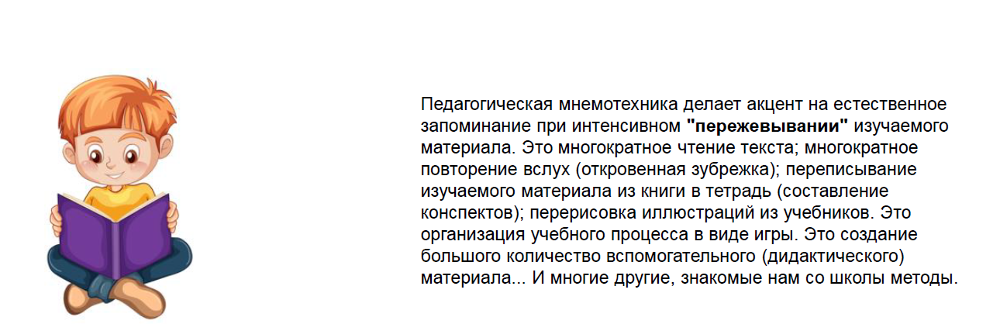 Педагогическая мнемотехника делает акцент на естественное
запоминание при интенсивном "пережевывании" изучаемого
материала. Это многократное чтение текста; многократное
повторение вслух (откровенная зубрежка); переписывание
изучаемого материала из книги в тетрадь (составление
конспектов); перерисовка иллюстраций из учебников. Это
организация учебного процесса в виде игры. Это создание
большого количество вспомогательного (дидактического)
материала... И многие другие, знакомые нам со школы методы.